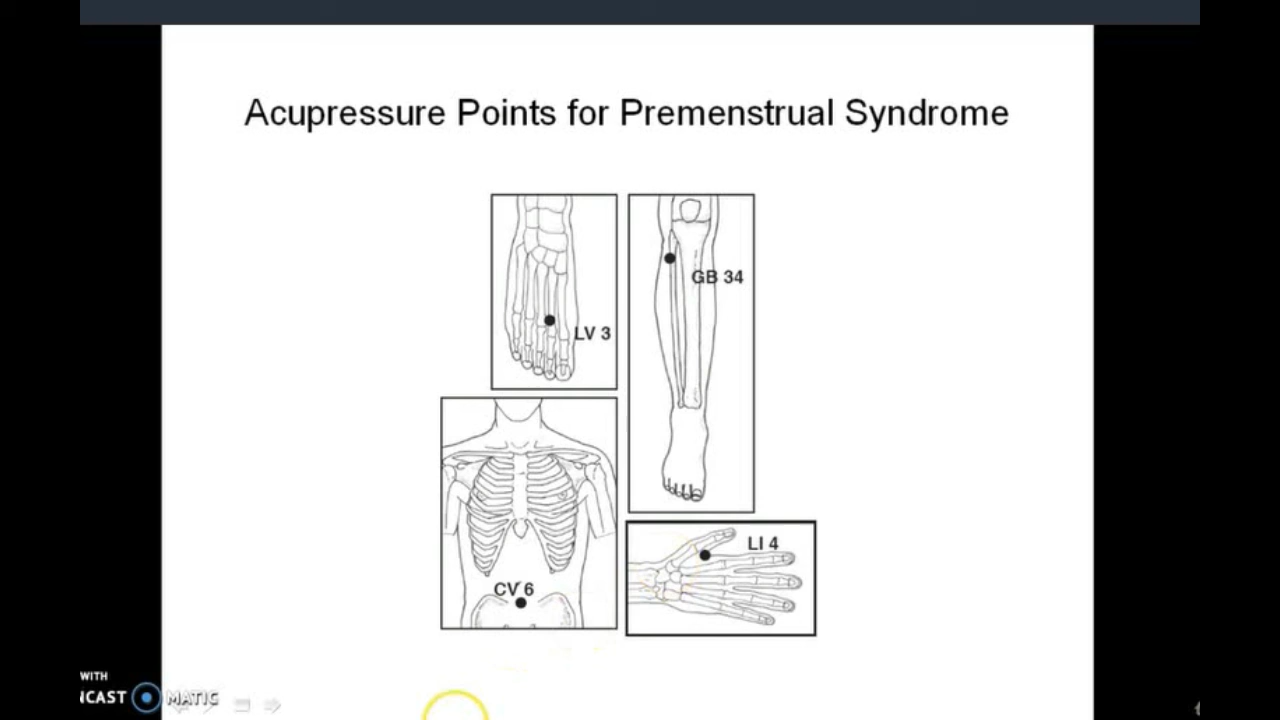 Acupressure Points for Premenstrual Syndrome
LV 3
GB 34
CV 6
LI 4
WITH
CAST MATIC